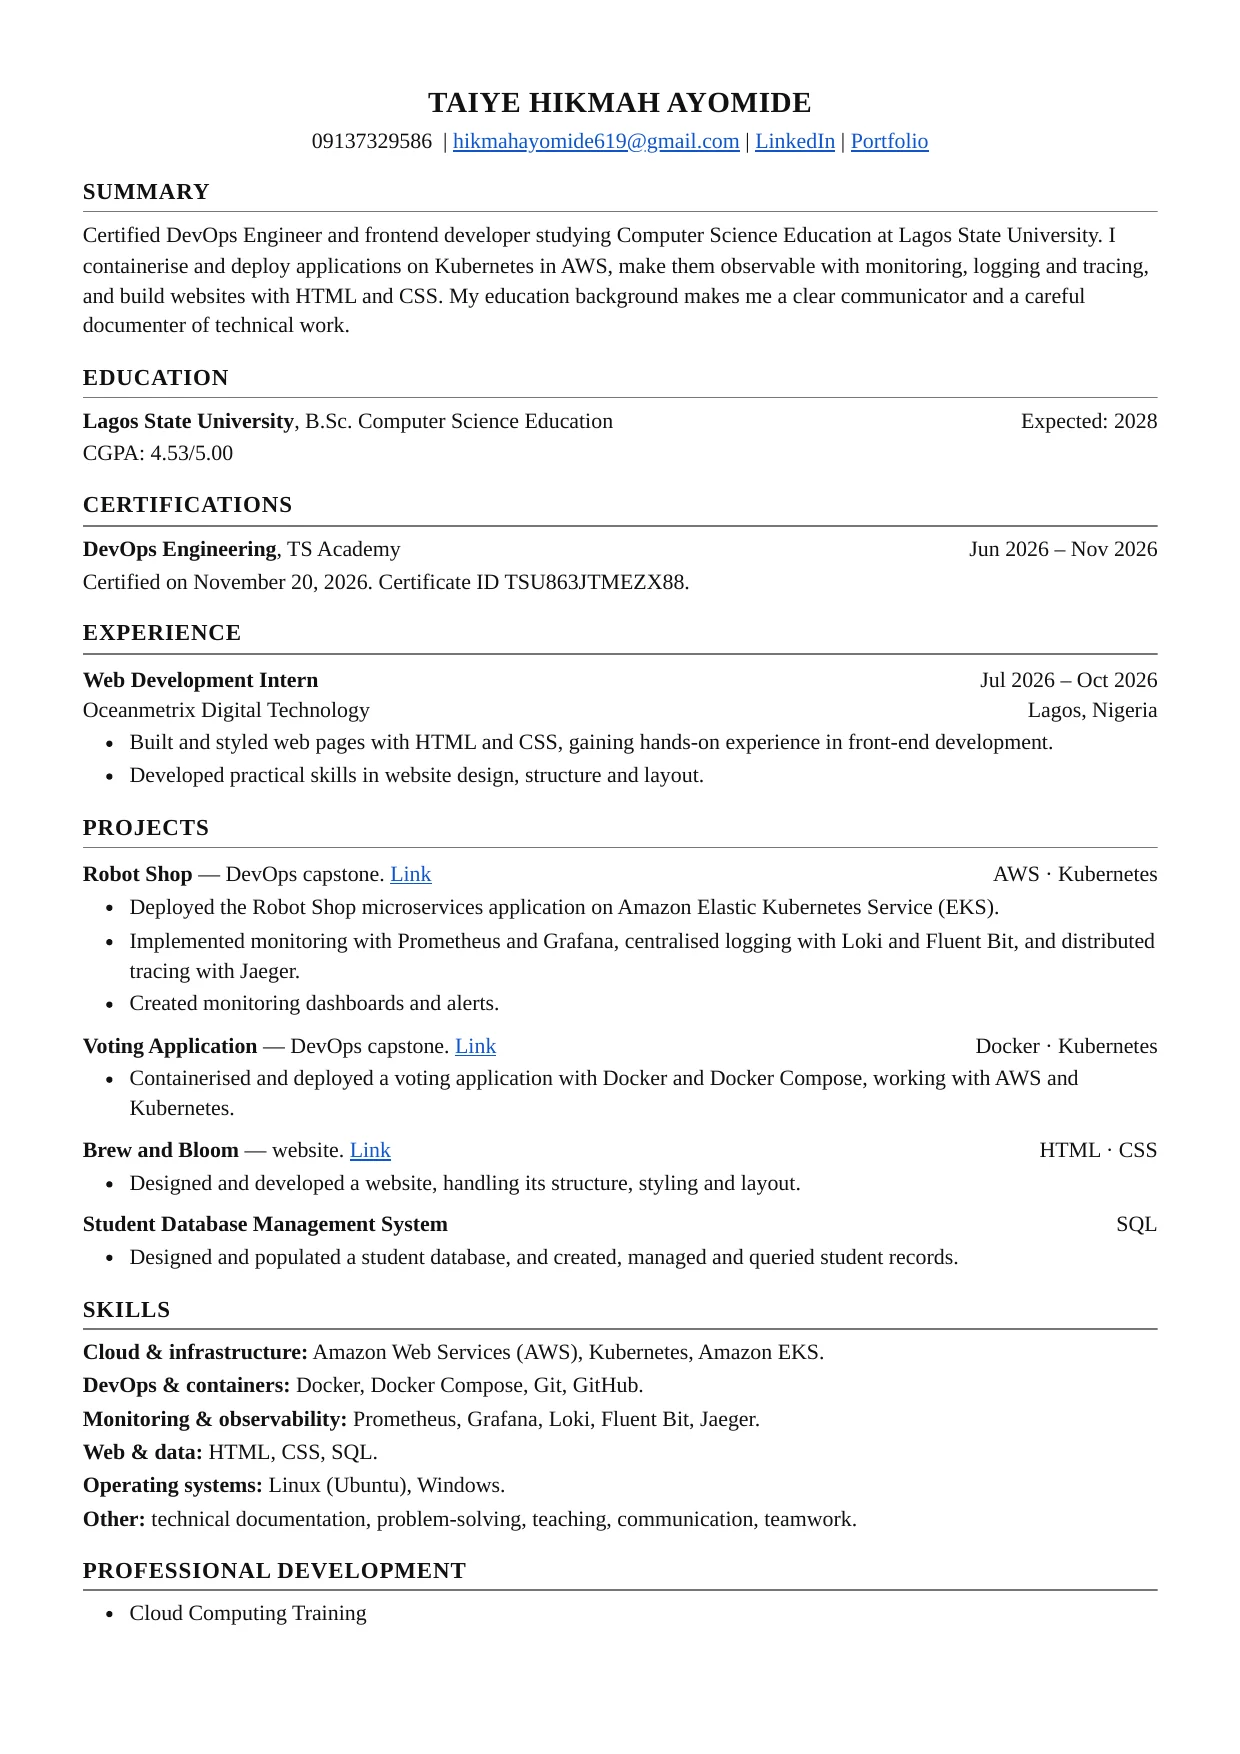 TAIYE HIKMAH AYOMIDE
09137329586 | hikmahayomide619@gmail.com | LinkedIn | Portfolio
SUMMARY
Certified DevOps Engineer and frontend developer studying Computer Science Education at Lagos State University. I
containerise and deploy applications on Kubernetes in AWS, make them observable with monitoring, logging and tracing,
and build websites with HTML and CSS. My education background makes me a clear communicator and a careful
documenter of technical work.
EDUCATION
Lagos State University, B.Sc. Computer Science Education Expected: 2028
CGPA: 4.53/5.00
CERTIFICATIONS
DevOps Engineering, TS Academy Jun 2026 – Nov 2026
Certified on November 20, 2026. Certificate ID TSU863JTMEZX88.
EXPERIENCE
Web Development Intern Jul 2026 – Oct 2026
Oceanmetrix Digital Technology Lagos, Nigeria
• Built and styled web pages with HTML and CSS, gaining hands-on experience in front-end development.
• Developed practical skills in website design, structure and layout.
PROJECTS
Robot Shop — DevOps capstone. Link AWS · Kubernetes
• Deployed the Robot Shop microservices application on Amazon Elastic Kubernetes Service (EKS).
• Implemented monitoring with Prometheus and Grafana, centralised logging with Loki and Fluent Bit, and distributed
tracing with Jaeger.
• Created monitoring dashboards and alerts.
Voting Application — DevOps capstone. Link Docker · Kubernetes
• Containerised and deployed a voting application with Docker and Docker Compose, working with AWS and
Kubernetes.
Brew and Bloom — website. Link HTML · CSS
• Designed and developed a website, handling its structure, styling and layout.
Student Database Management System SQL
• Designed and populated a student database, and created, managed and queried student records.
SKILLS
Cloud & infrastructure: Amazon Web Services (AWS), Kubernetes, Amazon EKS.
DevOps & containers: Docker, Docker Compose, Git, GitHub.
Monitoring & observability: Prometheus, Grafana, Loki, Fluent Bit, Jaeger.
Web & data: HTML, CSS, SQL.
Operating systems: Linux (Ubuntu), Windows.
Other: technical documentation, problem-solving, teaching, communication, teamwork.
PROFESSIONAL DEVELOPMENT
• Cloud Computing Training